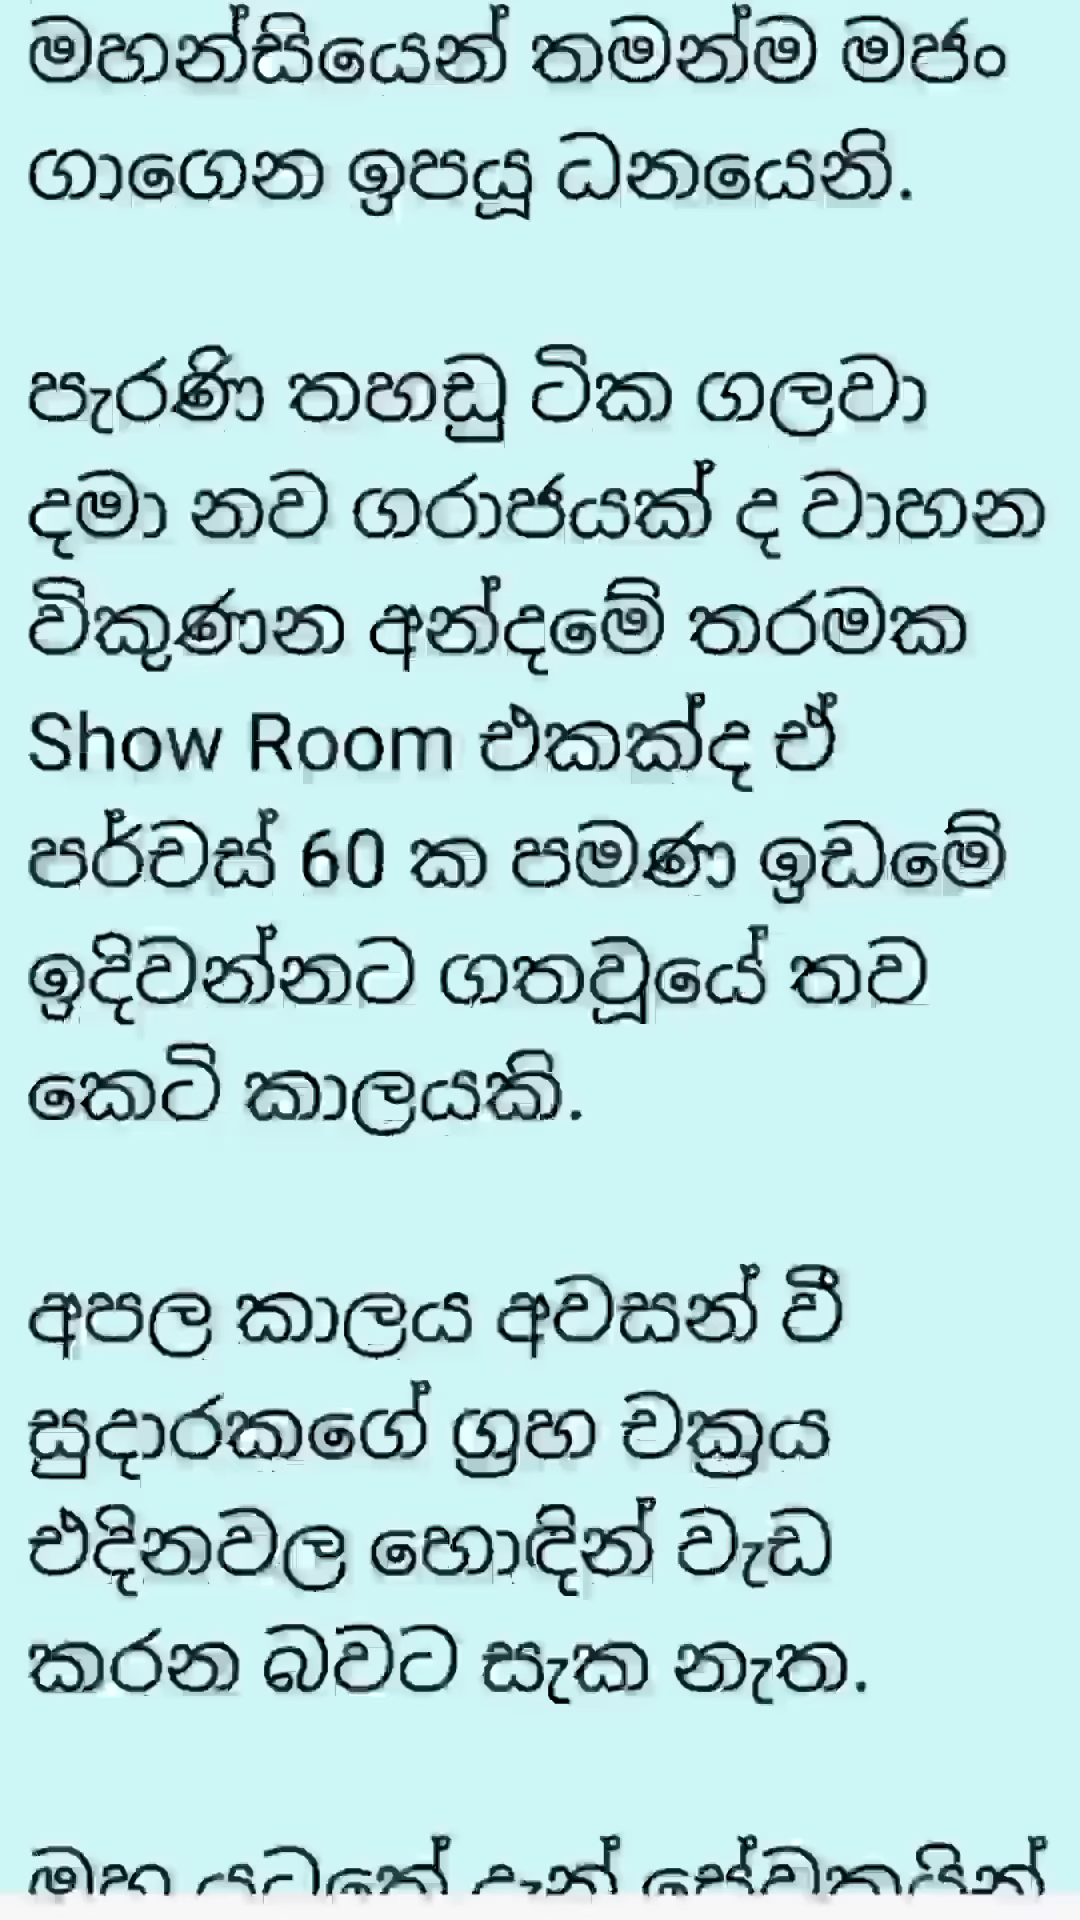 මහන්සියෙන් තමන්ම මජං
ගාගෙන ඉපයූ ධනයෙනි.
පැරණි තහඩු ටික ගලවා
දමා නව ගරාජයක් ද වාහන
විකුණන අන්දමේ තරමක
Show Room එකක්ද ඒ
පර්චස් 60 ක පමණ ඉඩමේ
ඉදිවන්නට ගතවූයේ තව
කෙටි කාලයකි.
අපල කාලය අවසන් වී
සුදාරකගේ ග්‍රහ චක්‍රය
එදිනවල හොඳින් වැඩ
කරන බවට සැක නැත.